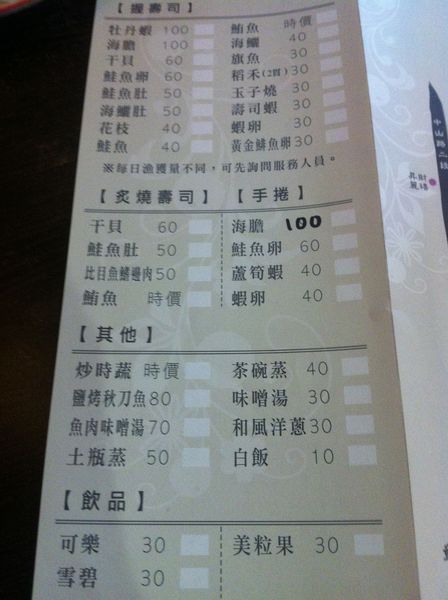 【握壽司】
牡丹蝦 100 鮪魚 時價
海膽 100 海鱺 40
干貝 60 旗魚 30
鮭魚卵 60 稻禾(2貫) 30
鮭魚肚 50 玉子燒 30
海鱺肚 50 壽司蝦 30
花枝 40 蝦卵 30
鮭魚 40 黃金鯡魚卵 30
※每日漁獲量不同,可先詢問服務人員。
【炙燒壽司】 【手捲】
干貝 60 海膽 100
鮭魚肚 50 鮭魚卵 60
比目魚鰭邊肉 50 蘆筍蝦 40
鮪魚 時價 蝦卵 40
【其他】
炒時蔬 時價 茶碗蒸 40
鹽烤秋刀魚 80 味噌湯 30
魚肉味噌湯 70 和風洋蔥 30
土瓶蒸 50 白飯 10
【飲品】
可樂 30 美粒果 30
雪碧 30
中山路二段